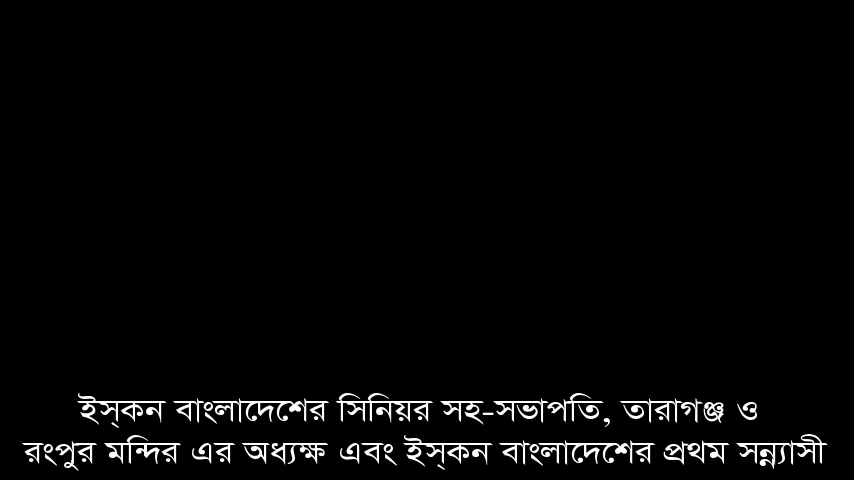 ইস্‌কন বাংলাদেশের সিনিয়র সহ-সভাপতি, তারাগঞ্জ ও
রংপুর মন্দির এর অধ্যক্ষ এবং ইস্‌কন বাংলাদেশের প্রথম সন্ন্যাসী